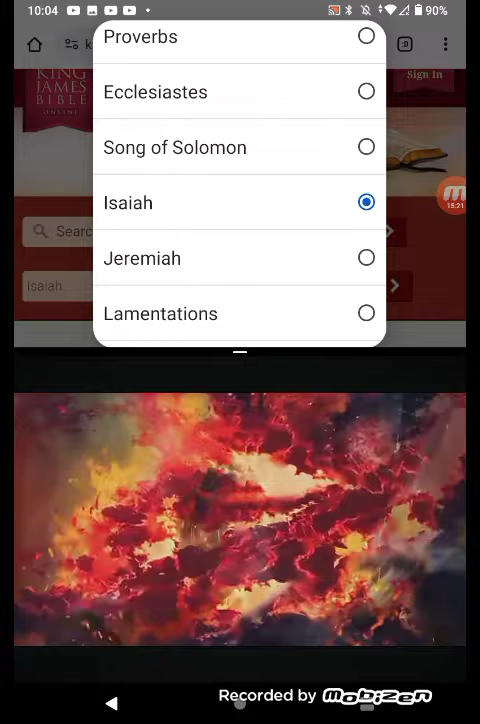 10:04
90%
Proverbs
k
:D
KING
JAMES
BIBLE
ONLINE
Sign In
Ecclesiastes
Song of Solomon
Isaiah
15:21
Searc
Jeremiah
Isaiah
Lamentations
Recorded by Mobizen